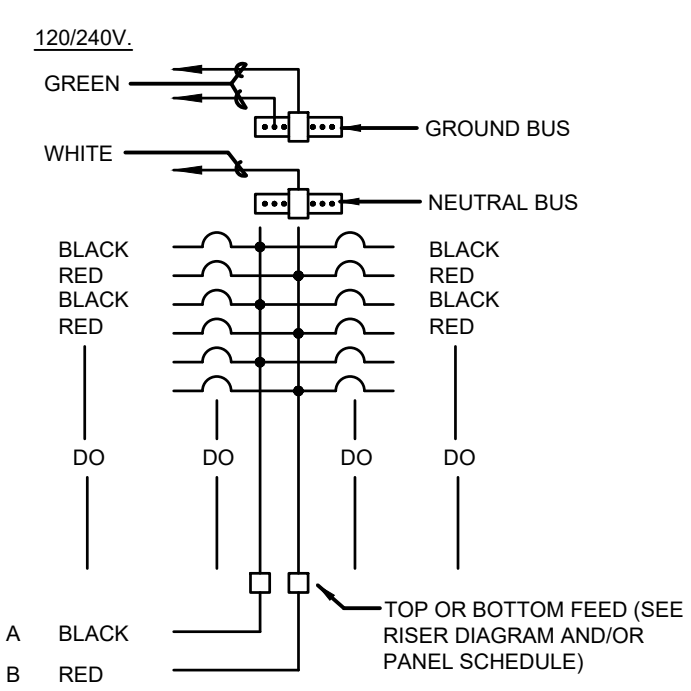 120/240V.
GREEN
GROUND BUS
WHITE
NEUTRAL BUS
BLACK BLACK
RED RED
BLACK BLACK
RED RED
DO DO DO DO
TOP OR BOTTOM FEED (SEE
RISER DIAGRAM AND/OR
PANEL SCHEDULE)
A BLACK
B RED